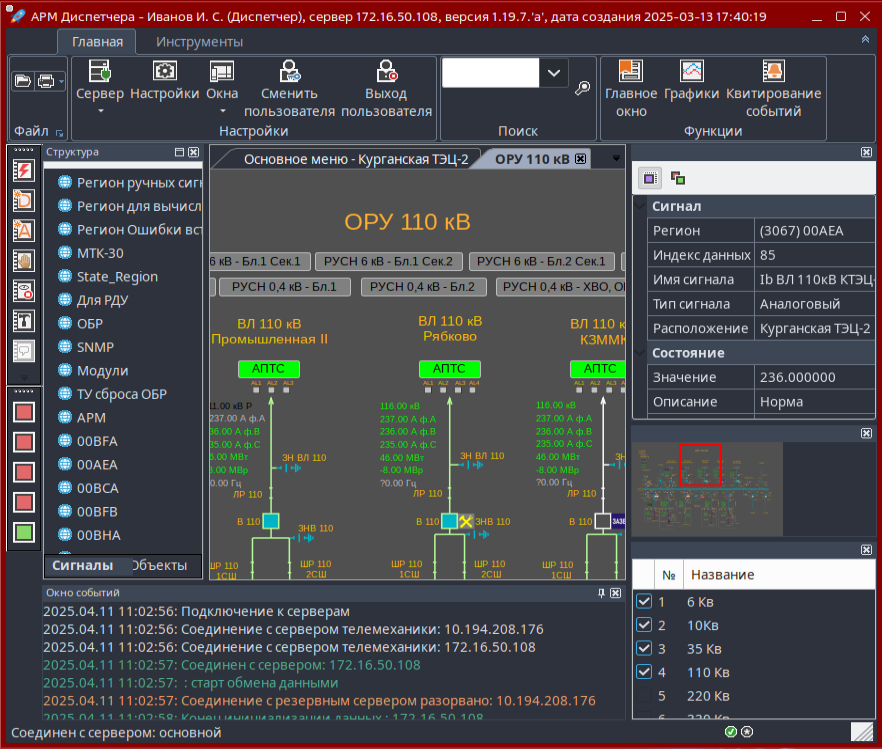 АРМ Диспетчера - Иванов И. С. (Диспетчер), сервер 172.16.50.108, версия 1.19.7.'a', дата создания 2025-03-13 17:40:19
Главная
Инструменты
Сервер
Настройки
Окна
Сменить
пользователя
Выход
пользователя
Главное
окно
Графики
Квитирование
событий
Файл
Настройки
Поиск
Функции
Структура
Регион ручных сиг
Регион для вычисл
Регион Ошибки вст
МТК-30
State_Region
Для РДУ
ОБР
SNMP
Модули
ТУ сброса ОБР
АРМ
00BFA
00AEA
00BCA
00BFB
00BHA
Сигналы
Объекты
Основное меню - Курганская ТЭЦ-2
ОРУ 110 кВ
ОРУ 110 кВ
6 кВ - Бл.1 Сек.1
РУСН 6 кВ - Бл.1 Сек.2
РУСН 6 кВ - Бл.2 Сек.1
РУСН 0,4 кВ - Бл.1
РУСН 0,4 кВ - Бл.2
РУСН 0,4 кВ - ХВО, О
ВЛ 110 кВ
Промышленная II
ВЛ 110 кВ
Рябково
ВЛ 110 к
КЗММК
АПТС
АПТС
АПТС
AL1 AL2 AL3
AL1 AL2 AL3 AL4
AL1 AL2 AL3
11.00 кВ Р
237.00 А ф.А
36.00 А ф.В
35.00 А ф.С
6.00 МВт
3.00 МВр
0.00 Гц
116.00 кВ
237.00 А ф.А
236.00 А ф.В
235.00 А ф.С
46.00 МВт
-8.00 МВр
?0.00 Гц
116.00 кВ
237.00 А ф.А
236.00 А ф.В
235.00 А ф.С
46.00 МВт
-8.00 МВр
?0.00 Гц
ЗН ВЛ 110
ЛР 110
В 110
ЗНВ 110
ШР 110
1СШ
ШР 110
2СШ
ЗН ВЛ 110
ЛР 110
В 110
ЗНВ 110
ШР 110
1СШ
ШР 110
2СШ
ЛР 110
В 110
ЗАЗЕ
ШР 110
1СШ
Сигнал
Регион
(3067) 00AEA
Индекс данных
85
Имя сигнала
Ib ВЛ 110кВ КТЭЦ-
Тип сигнала
Аналоговый
Расположение
Курганская ТЭЦ-2
Состояние
Значение
236.000000
Описание
Норма
№
Название
1 6 Кв
2 10Кв
3 35 Кв
4 110 Кв
5 220 Кв
6 330 Кв
Окно событий
2025.04.11 11:02:56: Подключение к серверам
2025.04.11 11:02:56: Соединение с сервером телемеханики: 10.194.208.176
2025.04.11 11:02:56: Соединение с сервером телемеханики: 172.16.50.108
2025.04.11 11:02:57: Соединен с сервером: 172.16.50.108
2025.04.11 11:02:57: : старт обмена данными
2025.04.11 11:02:57: Соединение с резервным сервером разорвано: 10.194.208.176
2025.04.11 11:02:58: Конец инициализации данных : 172.16.50.108
Соединен с сервером: основной